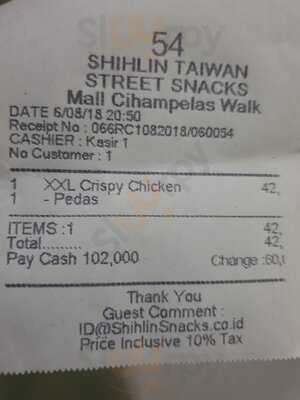 54
SHIHLIN TAIWAN
STREET SNACKS
Mall Cihampelas Walk
DATE 6/08/18 20:50
Receipt No : 066RC1082018/060054
CASHIER : Kasir 1
No Customer : 1
1 XXL Crispy Chicken 42,
1 - Pedas
ITEMS :1 42,
Total......... 42,
Pay Cash 102,000 Change :60,
Thank You
Guest Comment :
ID@ShihlinSnacks.co.id
Price Inclusive 10% Tax